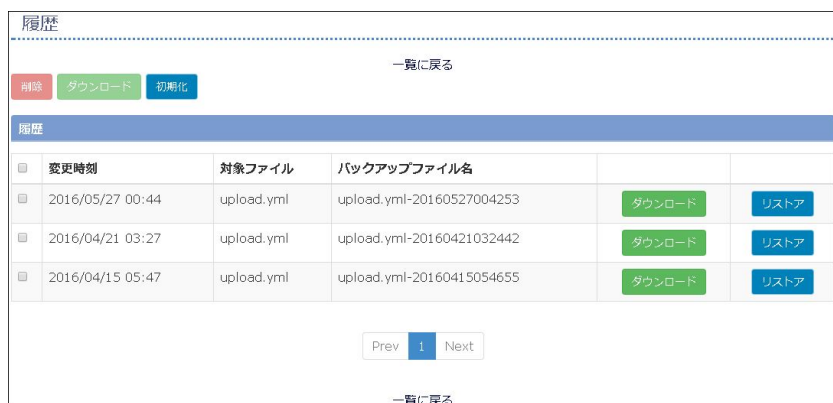 履歴
一覧に戻る
削除 ダウンロード 初期化
履歴
変更時刻 対象ファイル バックアップファイル名
2016/05/27 00:44 upload.yml upload.yml-20160527004253 ダウンロード リストア
2016/04/21 03:27 upload.yml upload.yml-20160421032442 ダウンロード リストア
2016/04/15 05:47 upload.yml upload.yml-20160415054655 ダウンロード リストア
Prev 1 Next
一覧に戻る